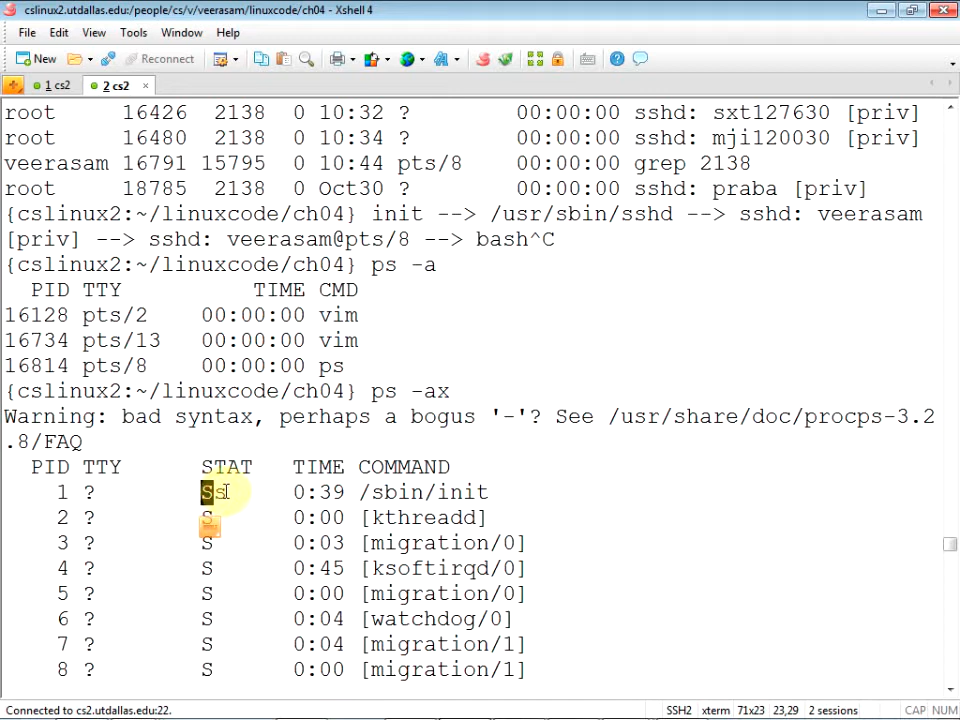 cslinux2.utdallas.edu:/people/cs/v/veerasam/linuxcode/ch04 - Xshell 4
File Edit View Tools Window Help
New Reconnect
1 cs2 2 cs2 ×
root 16426 2138 0 10:32 ? 00:00:00 sshd: sxt127630 [priv]
root 16480 2138 0 10:34 ? 00:00:00 sshd: mji120030 [priv]
veerasam 16791 15795 0 10:44 pts/8 00:00:00 grep 2138
root 18785 2138 0 Oct30 ? 00:00:00 sshd: praba [priv]
{cslinux2:~/linuxcode/ch04} init --> /usr/sbin/sshd --> sshd: veerasam
[priv] --> sshd: veerasam@pts/8 --> bash^C
{cslinux2:~/linuxcode/ch04} ps -a
PID TTY TIME CMD
16128 pts/2 00:00:00 vim
16734 pts/13 00:00:00 vim
16814 pts/8 00:00:00 ps
{cslinux2:~/linuxcode/ch04} ps -ax
Warning: bad syntax, perhaps a bogus '-'? See /usr/share/doc/procps-3.2
.8/FAQ
PID TTY STAT TIME COMMAND
1 ? Ss 0:39 /sbin/init
2 ? S 0:00 [kthreadd]
3 ? S 0:03 [migration/0]
4 ? S 0:45 [ksoftirqd/0]
5 ? S 0:00 [migration/0]
6 ? S 0:04 [watchdog/0]
7 ? S 0:04 [migration/1]
8 ? S 0:00 [migration/1]
Connected to cs2.utdallas.edu:22. SSH2 xterm 71x23 23,29 2 sessions CAP NUM